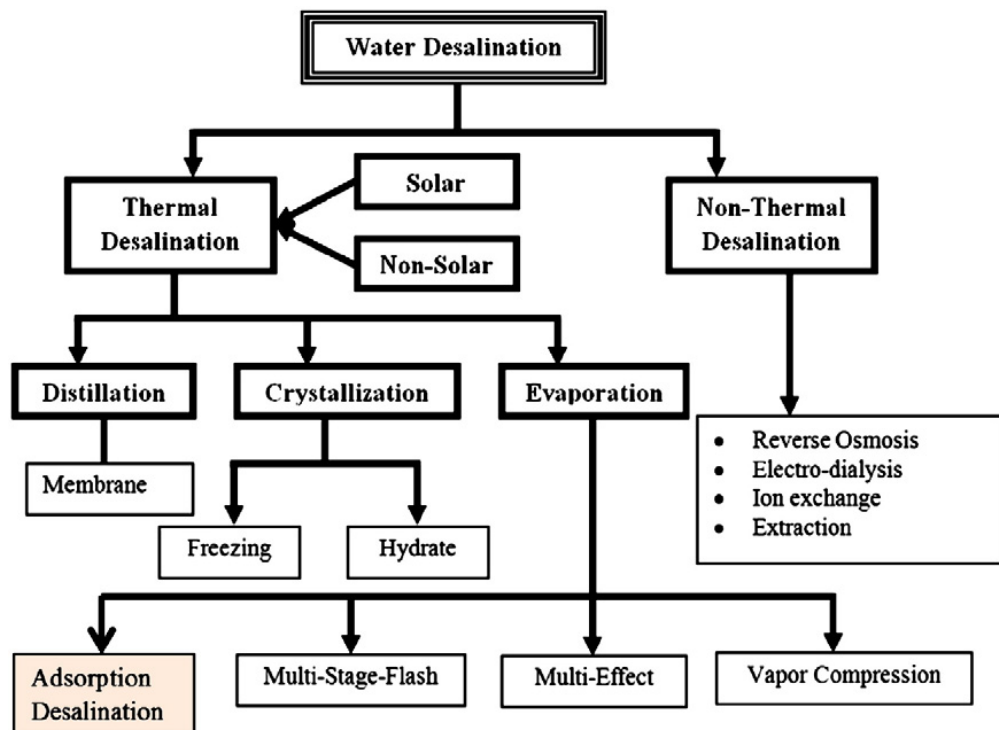 Water Desalination
Thermal
Desalination
Solar
Non-Solar
Non-Thermal
Desalination
Distillation
Crystallization
Evaporation
Membrane
Freezing
Hydrate
• Reverse Osmosis
• Electro-dialysis
• Ion exchange
• Extraction
Adsorption
Desalination
Multi-Stage-Flash
Multi-Effect
Vapor Compression